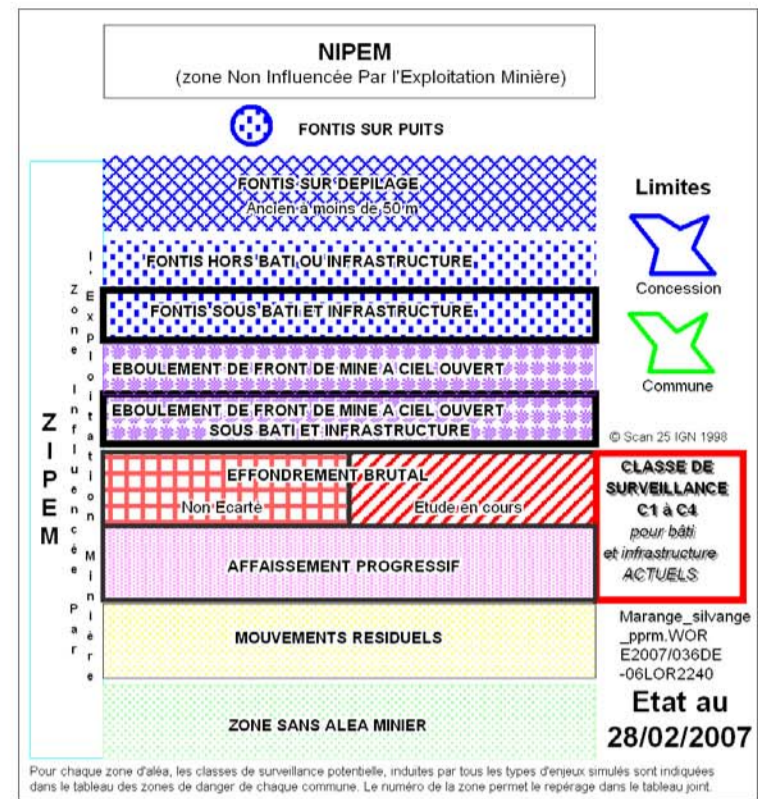 NIPEM
(zone Non Influencée Par l'Exploitation Minière)
FONTIS SUR PUITS
FONTIS SUR DEPILAGE
Ancien à moins de 50 m
FONTIS HORS BATI OU INFRASTRUCTURE
FONTIS SOUS BATI ET INFRASTRUCTURE
EBOULEMENT DE FRONT DE MINE A CIEL OUVERT
EBOULEMENT DE FRONT DE MINE A CIEL OUVERT
SOUS BATI ET INFRASTRUCTURE
EFFONDREMENT BRUTAL
Non Ecarté
Etude en cours
AFFAISSEMENT PROGRESSIF
MOUVEMENTS RESIDUELS
ZONE SANS ALEA MINIER
ZIPEM
Zone Influencée Par
l'Exploitation Minière
Limites
Concession
Commune
© Scan 25 IGN 1998
CLASSE DE
SURVEILLANCE
C1 à C4
pour bâti
et infrastructure
ACTUELS
Marange_silvange
_pprm.WOR
E2007/036DE
-06LOR2240
Etat au
28/02/2007
Pour chaque zone d'aléa, les classes de surveillance potentielle, induites par tous les types d'enjeux simulés sont indiquées
dans le tableau des zones de danger de chaque commune. Le numéro de la zone permet le repérage dans le tableau joint.